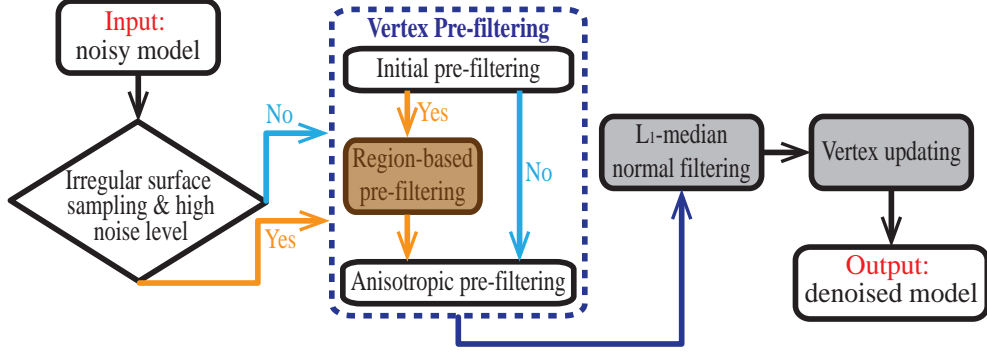 Input:
noisy model
Irregular surface
sampling & high
noise level
No
Yes
Vertex Pre-filtering
Initial pre-filtering
Yes
Region-based
pre-filtering
No
Anisotropic pre-filtering
L1-median
normal filtering
Vertex updating
Output:
denoised model